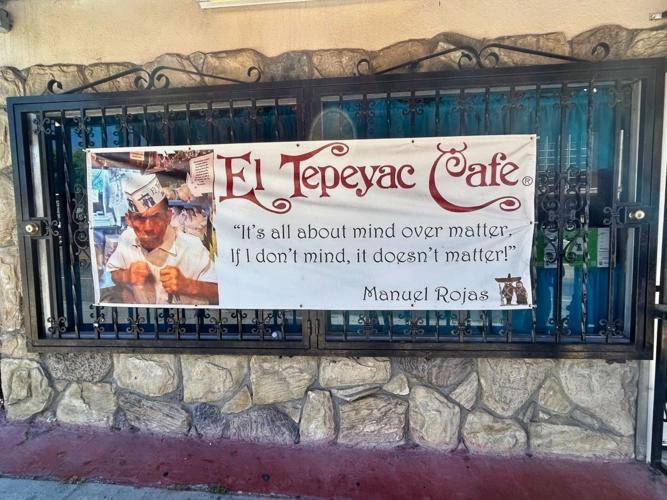 El Tepeyac Cafe®
"It's all about mind over matter,
If I don't mind, it doesn't matter!"
Manuel Rojas